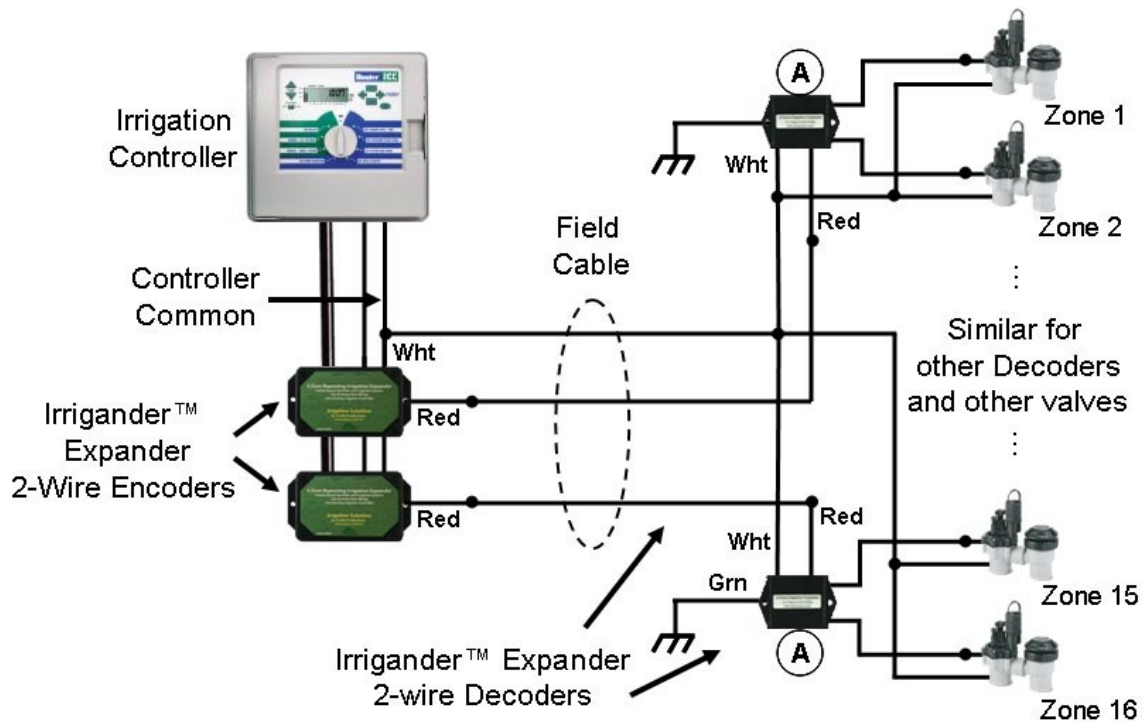 Irrigation
Controller
Hunter ICC
Controller
Common
Field
Cable
Wht
Red
Red
Irrigander™
Expander
2-Wire Encoders
A
Wht
Red
Zone 1
Zone 2
Similar for
other Decoders
and other valves
Wht
Red
Grn
A
Irrigander™ Expander
2-wire Decoders
Zone 15
Zone 16